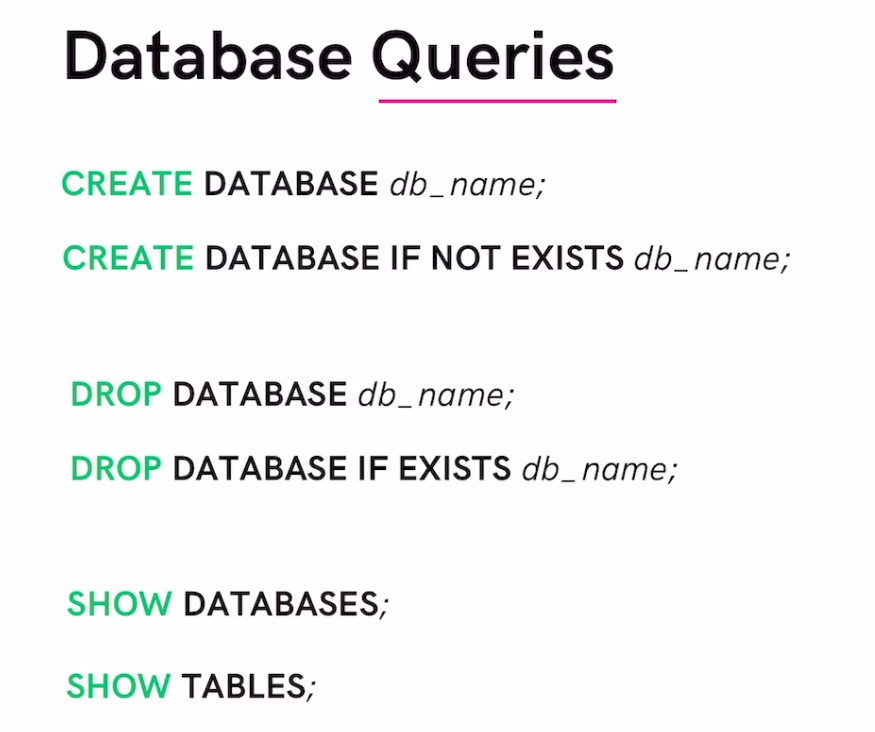 Database Queries
CREATE DATABASE db_name;
CREATE DATABASE IF NOT EXISTS db_name;
DROP DATABASE db_name;
DROP DATABASE IF EXISTS db_name;
SHOW DATABASES;
SHOW TABLES;